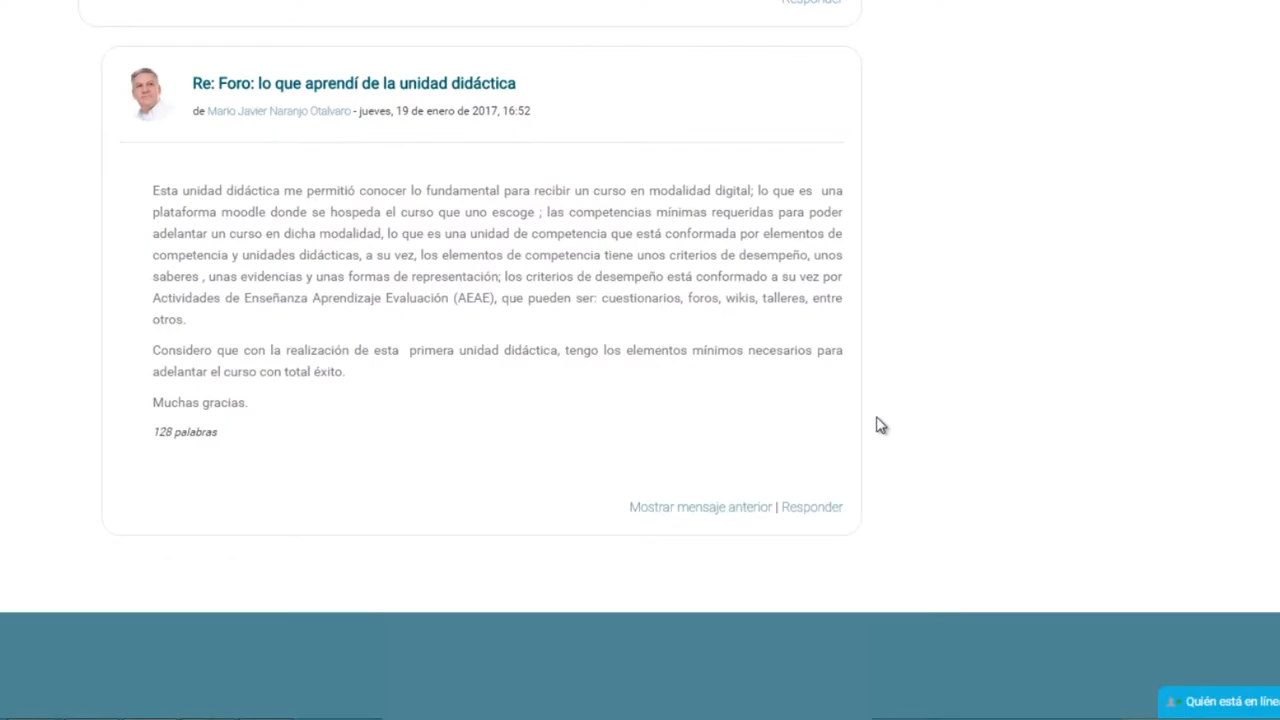 Responder
Re: Foro: lo que aprendí de la unidad didáctica
de Mario Javier Naranjo Otalvaro - jueves, 19 de enero de 2017, 16:52
Esta unidad didáctica me permitió conocer lo fundamental para recibir un curso en modalidad digital; lo que es una
plataforma moodle donde se hospeda el curso que uno escoge ; las competencias mínimas requeridas para poder
adelantar un curso en dicha modalidad, lo que es una unidad de competencia que está conformada por elementos de
competencia y unidades didácticas, a su vez, los elementos de competencia tiene unos criterios de desempeño, unos
saberes , unas evidencias y unas formas de representación; los criterios de desempeño está conformado a su vez por
Actividades de Enseñanza Aprendizaje Evaluación (AEAE), que pueden ser: cuestionarios, foros, wikis, talleres, entre
otros.
Considero que con la realización de esta primera unidad didáctica, tengo los elementos mínimos necesarios para
adelantar el curso con total éxito.
Muchas gracias.
128 palabras
Mostrar mensaje anterior | Responder
Quién está en líne